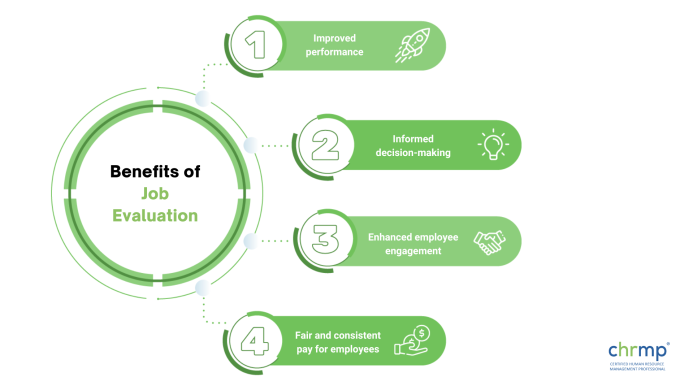 1
Improved
performance
2
Informed
decision-making
Benefits of
Job
Evaluation
3
Enhanced employee
engagement
4
Fair and consistent
pay for employees
$
$
chrmp®
CERTIFIED HUMAN RESOURCE
MANAGEMENT PROFESSIONAL